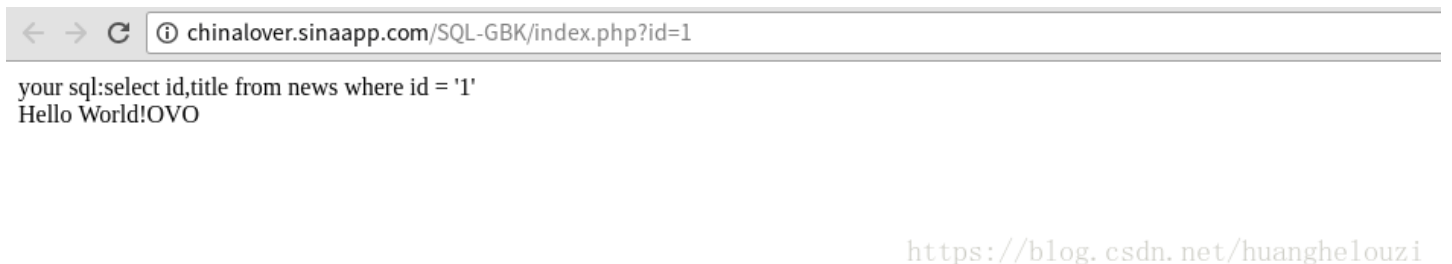 chinalover.sinaapp.com/SQL-GBK/index.php?id=1
your sql:select id,title from news where id = '1'
Hello World!OVO
https://blog.csdn.net/huanghelouzi